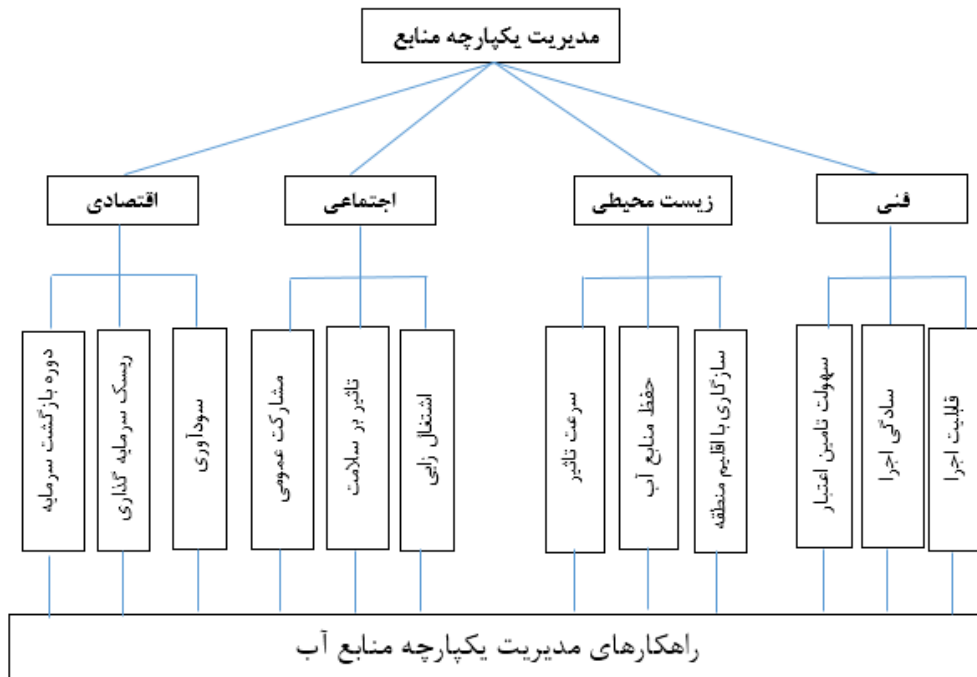 مدیریت یکپارچه منابع
فنی
زیست محیطی
اجتماعی
اقتصادی
قابلیت اجرا
سادگی اجرا
سهولت تامین اعتبار
سازگاری با اقلیم منطقه
حفظ منابع آب
سرعت تاثیر
اشتغال زایی
تاثیر بر سلامت
مشارکت عمومی
سودآوری
ریسک سرمایه گذاری
دوره بازگشت سرمایه
راهکارهای مدیریت یکپارچه منابع آب